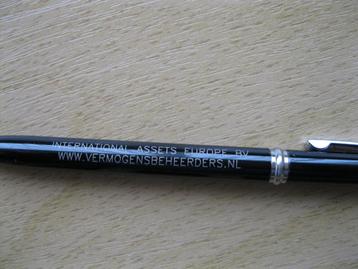 INTERNATIONAL ASSETS EUROPE BV
WWW.VERMOGENSBEHEERDERS.NL